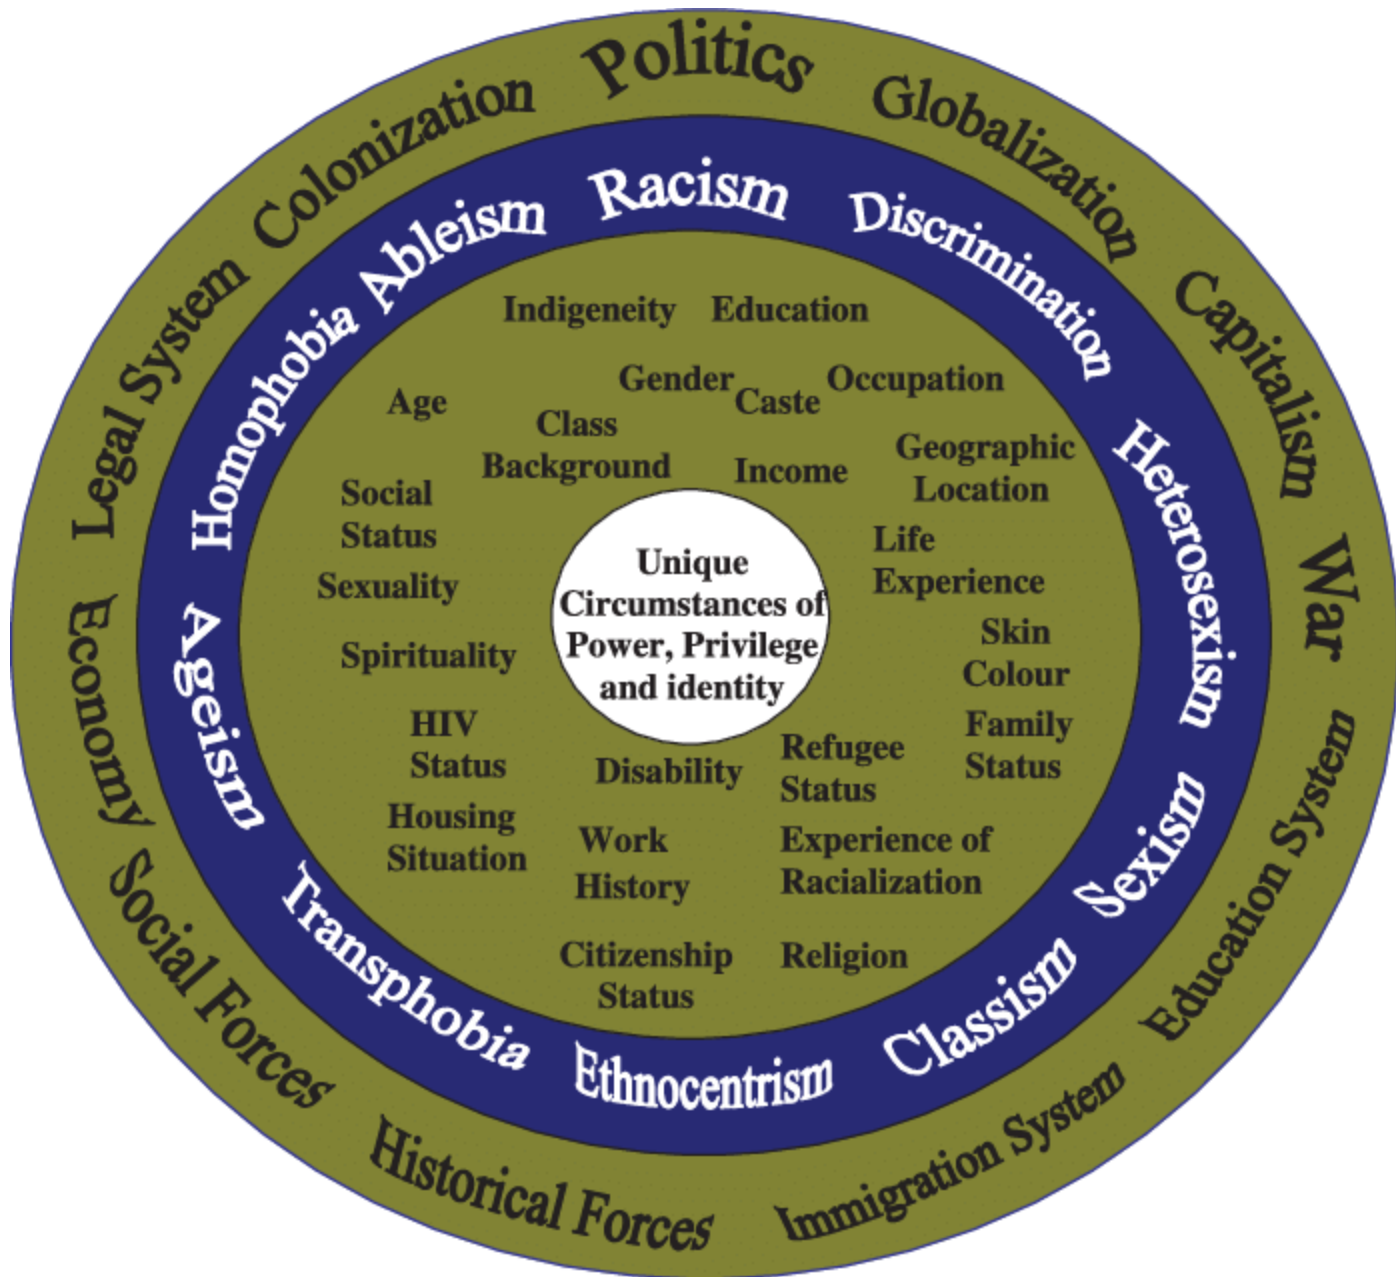 Politics
Globalization
Capitalism
War
Education System
Immigration System
Historical Forces
Social Forces
Economy
Legal System
Colonization
Racism
Discrimination
Heterosexism
Sexism
Classism
Ethnocentrism
Transphobia
Ageism
Homophobia
Ableism
Indigeneity
Education
Gender
Caste
Occupation
Age
Class
Background
Income
Geographic
Location
Social
Status
Life
Experience
Sexuality
Skin
Colour
Spirituality
HIV
Status
Family
Status
Disability
Refugee
Status
Housing
Situation
Work
History
Experience of
Racialization
Citizenship
Status
Religion
Unique
Circumstances of
Power, Privilege
and identity